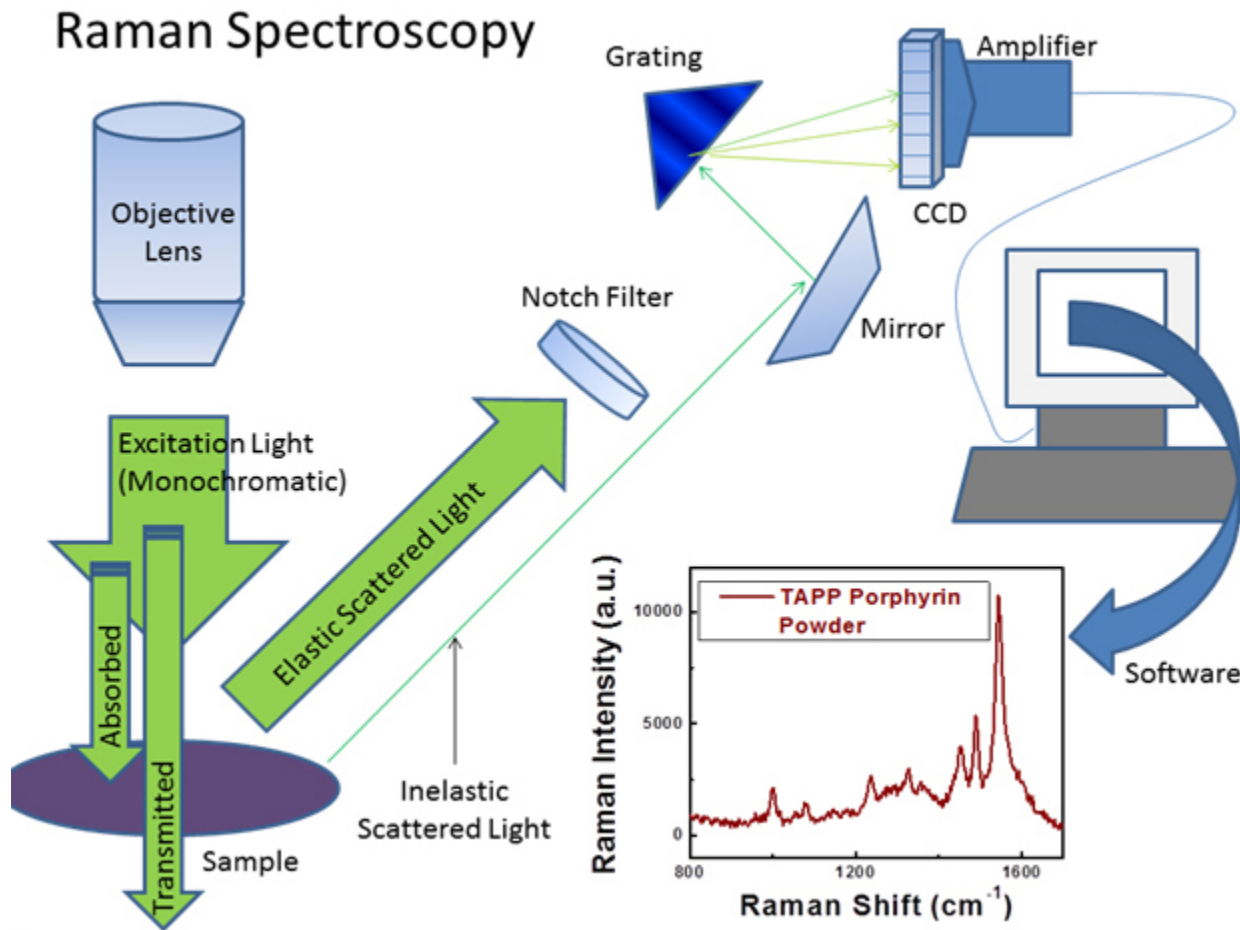 Raman Spectroscopy
Grating
Amplifier
Objective
Lens
CCD
Notch Filter
Mirror
Excitation Light
(Monochromatic)
Elastic Scattered Light
Absorbed
Transmitted
Sample
Inelastic
Scattered Light
Software
TAPP Porphyrin
Powder
Raman Intensity (a.u.)
10000
5000
0
800
1200
1600
Raman Shift (cm⁻¹)